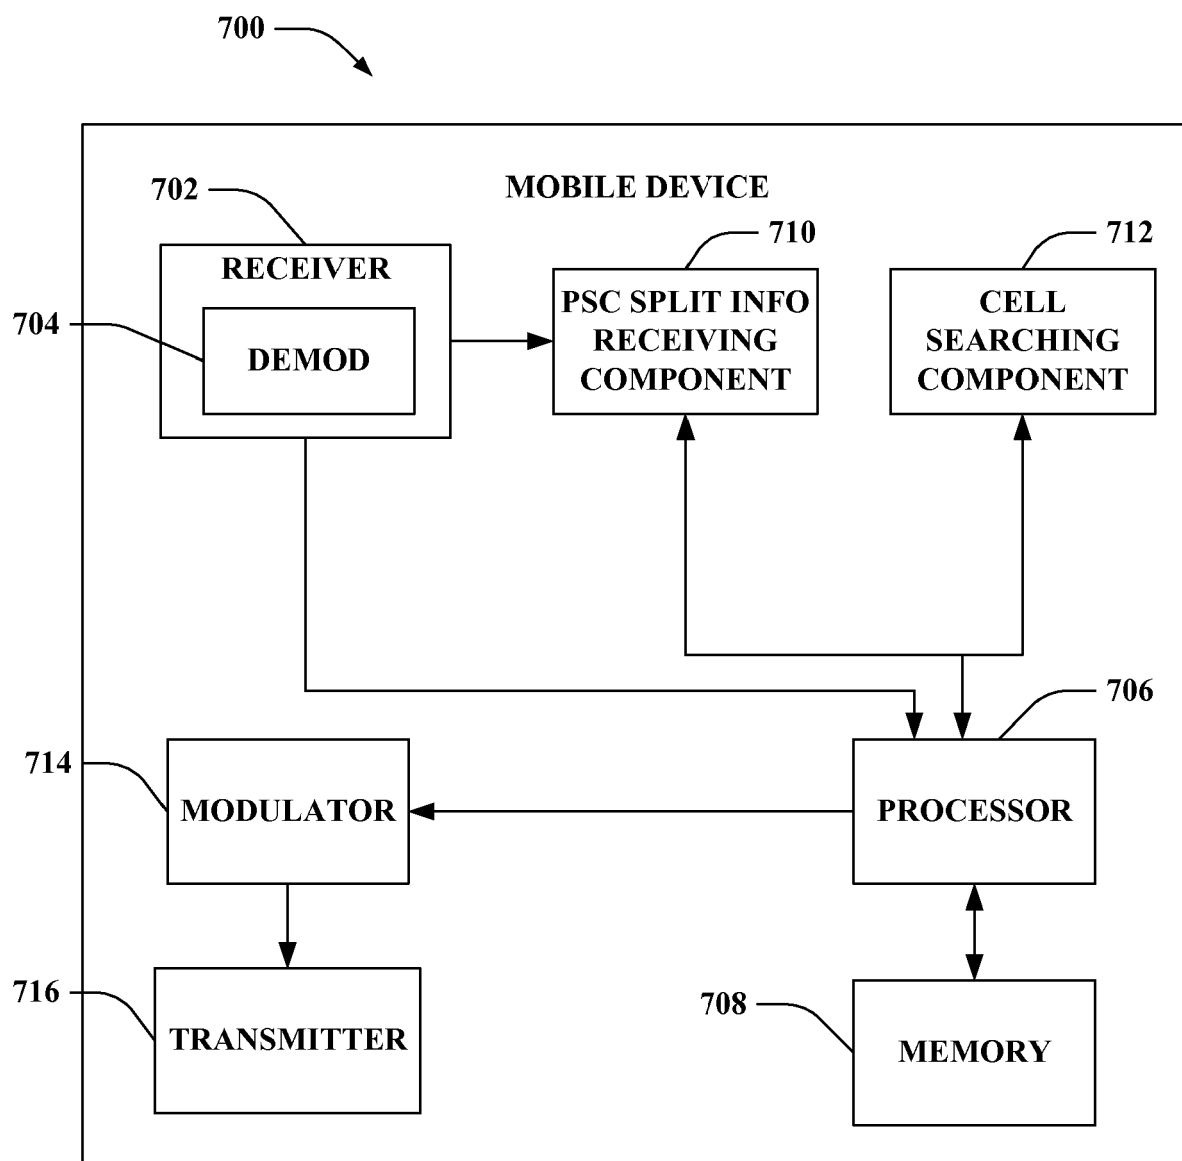 700
MOBILE DEVICE
702
710
712
RECEIVER
704
DEMOD
PSC SPLIT INFO
RECEIVING
COMPONENT
CELL
SEARCHING
COMPONENT
706
714
MODULATOR
PROCESSOR
716
TRANSMITTER
708
MEMORY